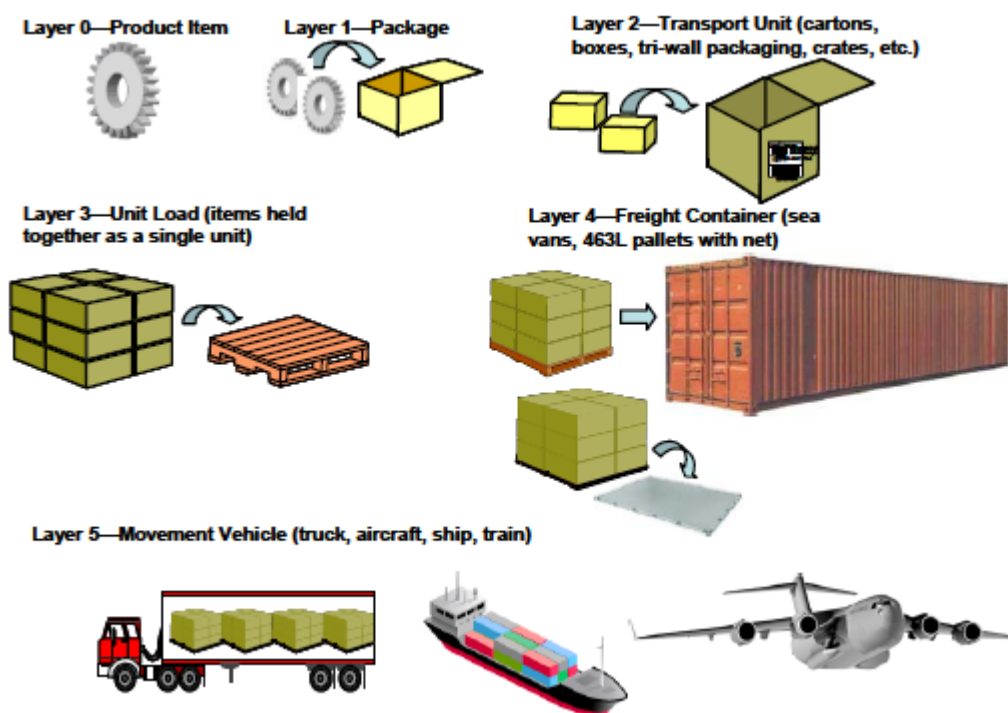 Layer 0—Product Item
Layer 1—Package
Layer 2—Transport Unit (cartons,
boxes, tri-wall packaging, crates, etc.)
Layer 3—Unit Load (items held
together as a single unit)
Layer 4—Freight Container (sea
vans, 463L pallets with net)
Layer 5—Movement Vehicle (truck, aircraft, ship, train)